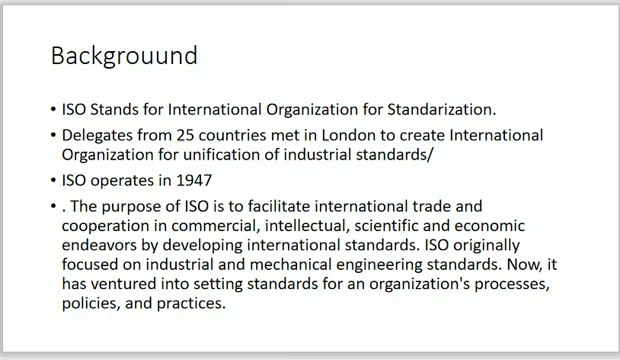 Backgrouund
• ISO Stands for International Organization for Standarization.
• Delegates from 25 countries met in London to create International
Organization for unification of industrial standards/
• ISO operates in 1947
• . The purpose of ISO is to facilitate international trade and
cooperation in commercial, intellectual, scientific and economic
endeavors by developing international standards. ISO originally
focused on industrial and mechanical engineering standards. Now, it
has ventured into setting standards for an organization's processes,
policies, and practices.